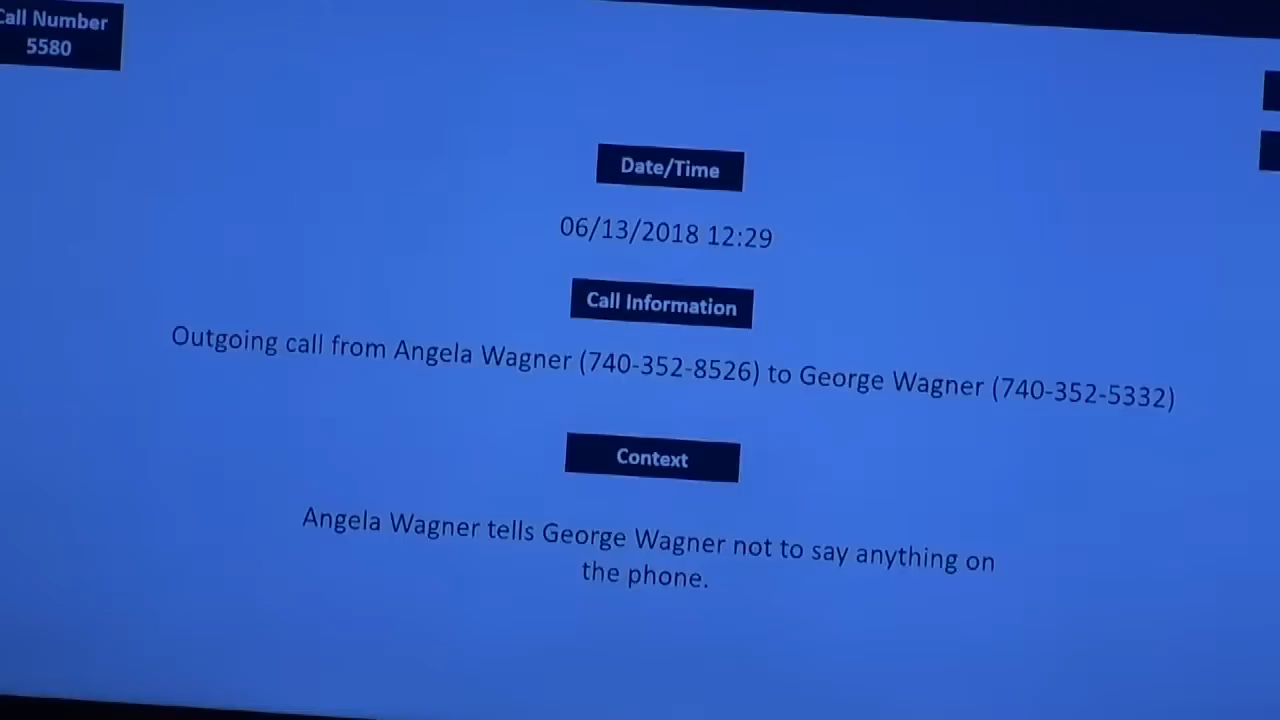 Call Number
5580
Date/Time
06/13/2018 12:29
Call Information
Outgoing call from Angela Wagner (740-352-8526) to George Wagner (740-352-5332)
Context
Angela Wagner tells George Wagner not to say anything on
the phone.